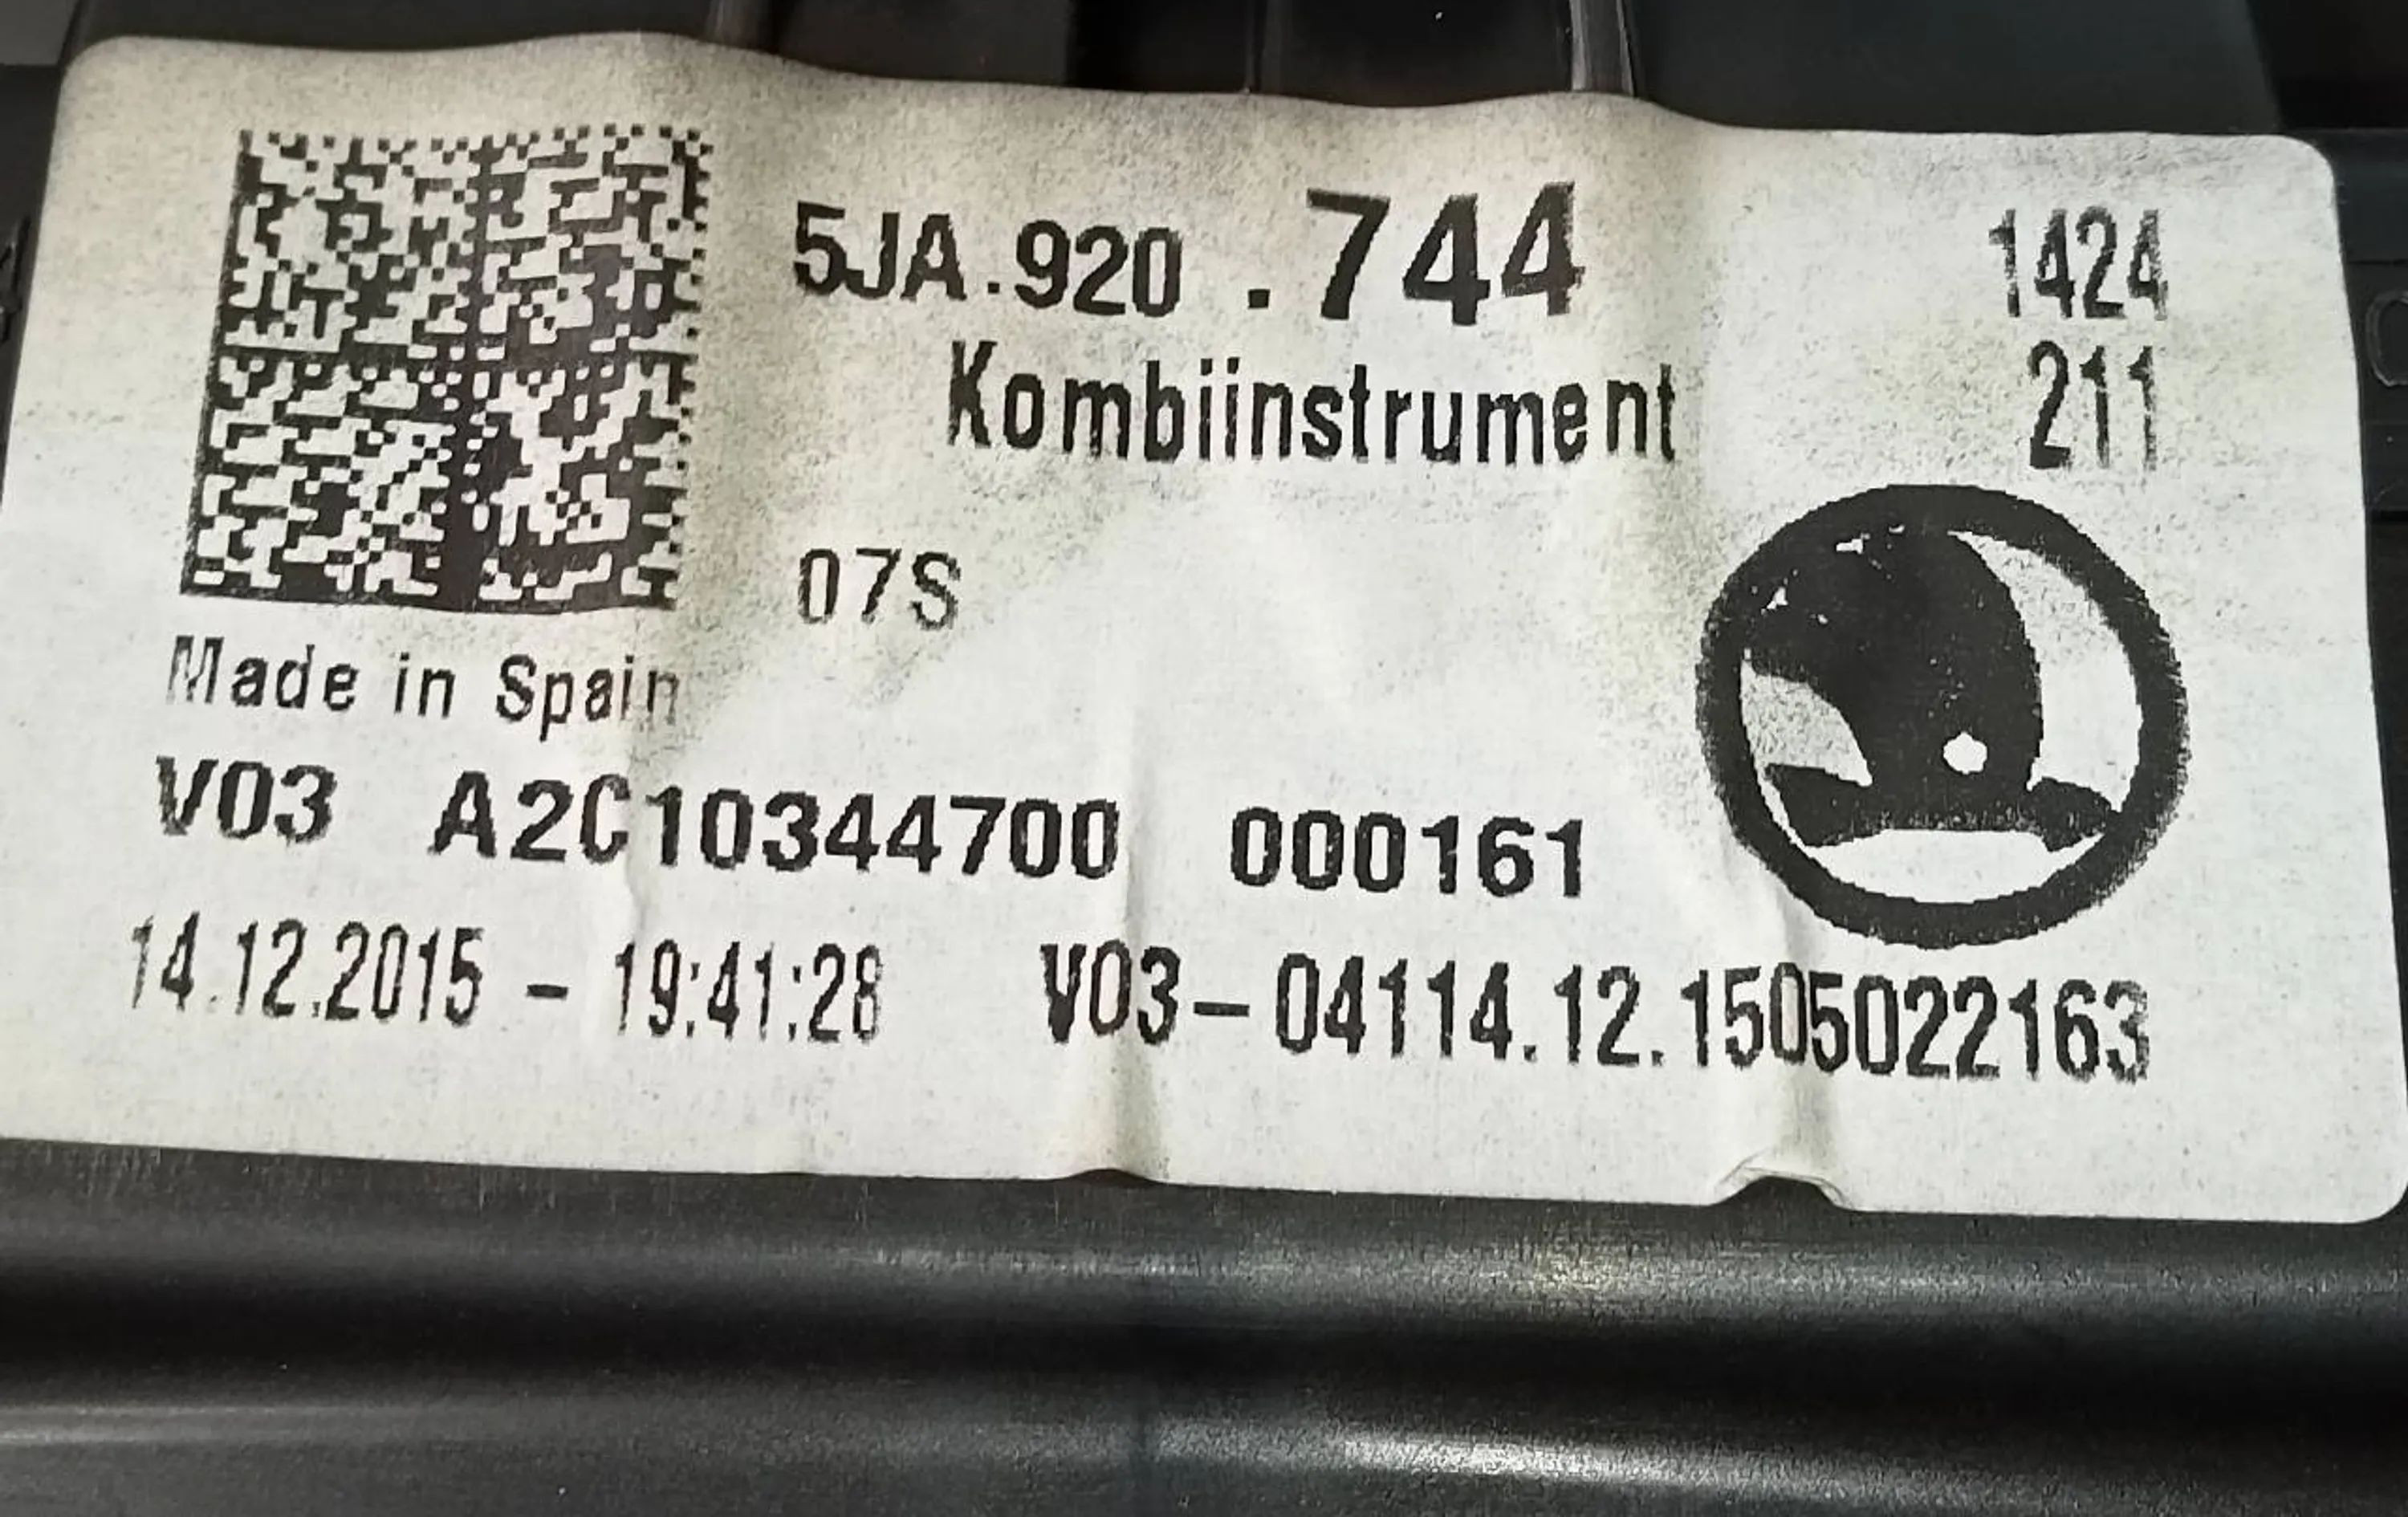 5JA.920 .744
1424
Kombiinstrument
211
07S
Made in Spain
V03 A2C10344700 000161
14.12.2015 - 19:41:28 V03-04114.12.1505022163